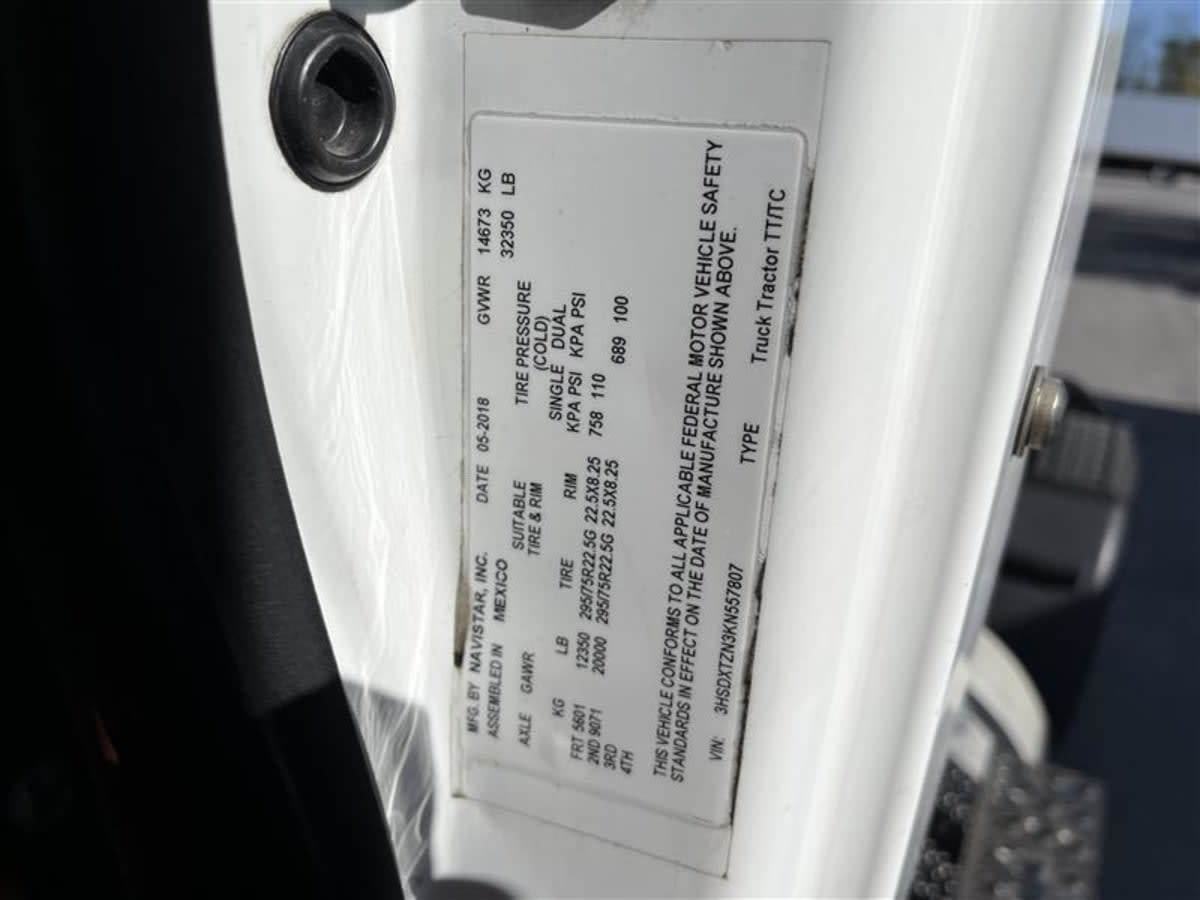 MFG. BY NAVISTAR, INC. DATE 05-2018 GVWR 14673 KG
ASSEMBLED IN MEXICO 32350 LB
AXLE GAWR SUITABLE TIRE PRESSURE
TIRE & RIM (COLD)
SINGLE DUAL
KG LB TIRE RIM KPA PSI KPA PSI
FRT 5601 12350 295/75R22.5G 22.5X8.25 758 110
2ND 9071 20000 295/75R22.5G 22.5X8.25 689 100
3RD
4TH
THIS VEHICLE CONFORMS TO ALL APPLICABLE FEDERAL MOTOR VEHICLE SAFETY
STANDARDS IN EFFECT ON THE DATE OF MANUFACTURE SHOWN ABOVE.
VIN: 3HSDXTZN3KN557807 TYPE Truck Tractor TT/TC